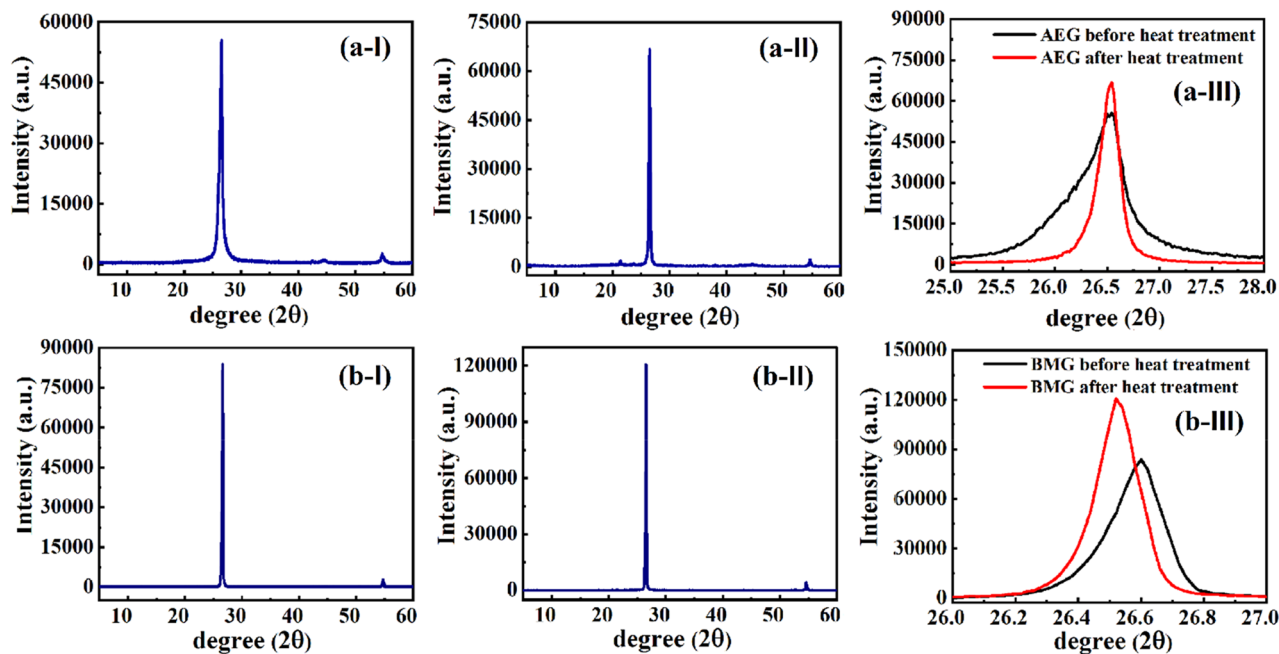 60000
45000
30000
15000
0
Intensity (a.u.)
(a-I)
10 20 30 40 50 60
degree (2θ)
75000
60000
45000
30000
15000
0
Intensity (a.u.)
(a-II)
10 20 30 40 50 60
degree (2θ)
90000
75000
60000
45000
30000
15000
0
Intensity (a.u.)
AEG before heat treatment
AEG after heat treatment
(a-III)
25.0 25.5 26.0 26.5 27.0 27.5 28.0
degree (2θ)
90000
75000
60000
45000
30000
15000
0
Intensity (a.u.)
(b-I)
10 20 30 40 50 60
degree (2θ)
120000
90000
60000
30000
0
Intensity (a.u.)
(b-II)
10 20 30 40 50 60
degree (2θ)
150000
120000
90000
60000
30000
0
Intensity (a.u.)
BMG before heat treatment
BMG after heat treatment
(b-III)
26.0 26.2 26.4 26.6 26.8 27.0
degree (2θ)